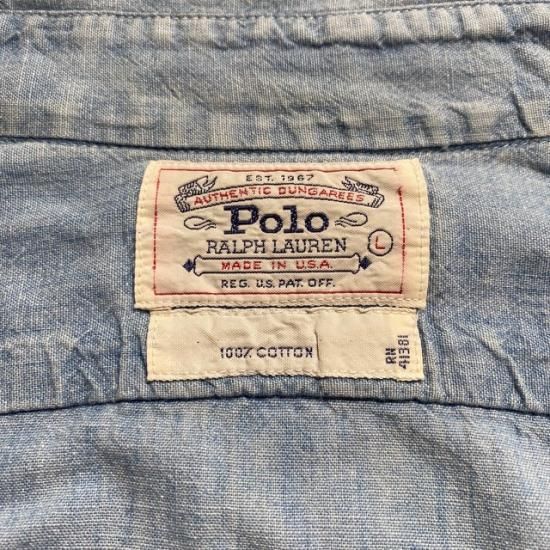 EST. 1967
AUTHENTIC DUNGAREES
Polo
RALPH LAUREN
L
MADE IN U.S.A.
REG. U.S. PAT. OFF.
100% COTTON
RN 41381